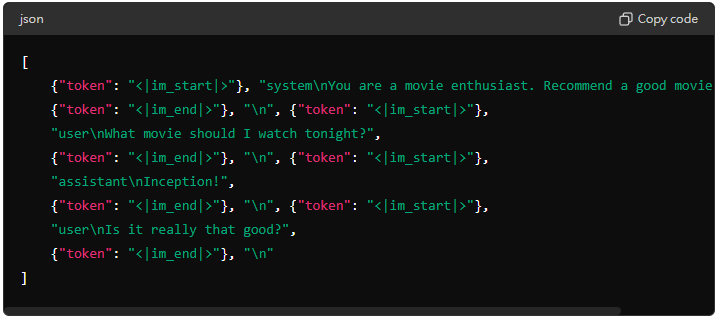 json
Copy code
[
{"token": "<|im_start|>"}, "system\nYou are a movie enthusiast. Recommend a good movie
{"token": "<|im_end|>"}, "\n", {"token": "<|im_start|>"},
"user\nWhat movie should I watch tonight?",
{"token": "<|im_end|>"}, "\n", {"token": "<|im_start|>"},
"assistant\nInception!",
{"token": "<|im_end|>"}, "\n", {"token": "<|im_start|>"},
"user\nIs it really that good?",
{"token": "<|im_end|>"}, "\n"
]